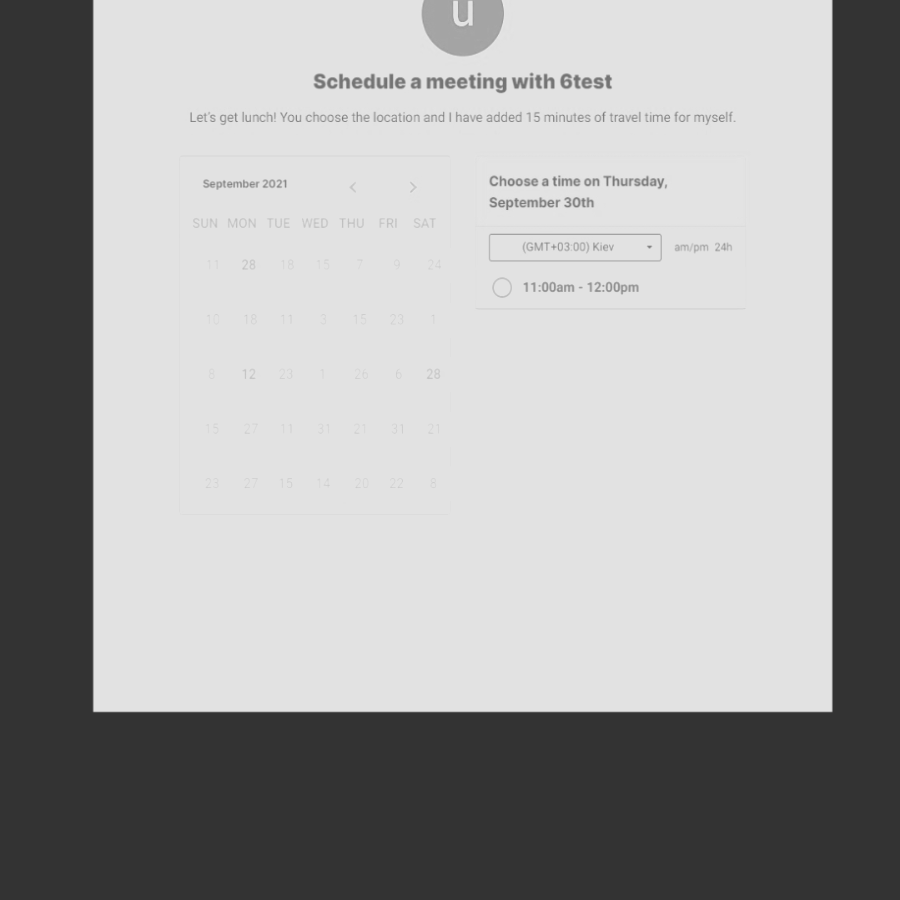 u
Schedule a meeting with 6test
Let's get lunch! You choose the location and I have added 15 minutes of travel time for myself.
September 2021
SUN MON TUE WED THU FRI SAT
11 28 18 15 7 9 24
10 18 11 3 15 23 1
8 12 23 1 26 6 28
15 27 11 31 21 31 21
23 27 15 14 20 22 8
Choose a time on Thursday,
September 30th
(GMT+03:00) Kiev am/pm 24h
11:00am - 12:00pm